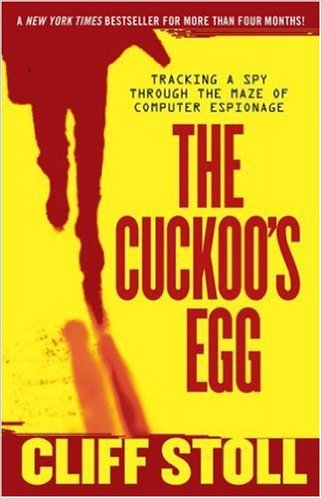 A NEW YORK TIMES BESTSELLER FOR MORE THAN FOUR MONTHS!
TRACKING A SPY
THROUGH THE MAZE OF
COMPUTER ESPIONAGE
THE
CUCKOO'S
EGG
CLIFF STOLL